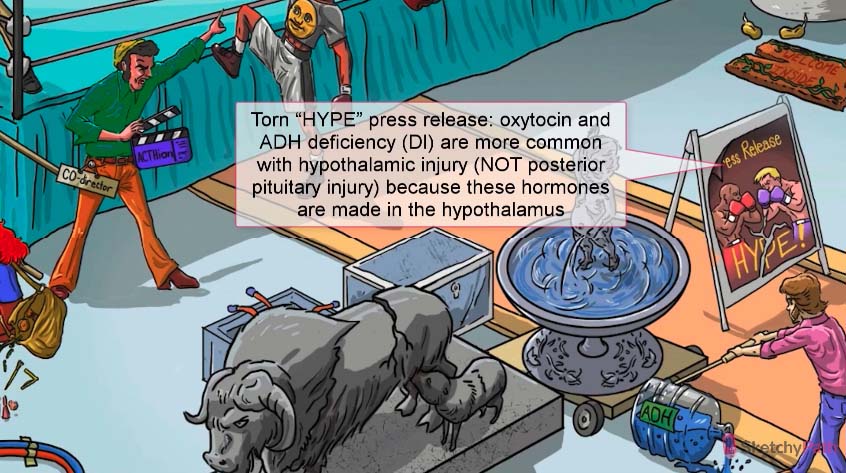 WELCOME
INSIDE
Torn “HYPE” press release: oxytocin and
ADH deficiency (DI) are more common
with hypothalamic injury (NOT posterior
pituitary injury) because these hormones
are made in the hypothalamus
ess Release
HYPE!
ACTHion
CO-director
ADH